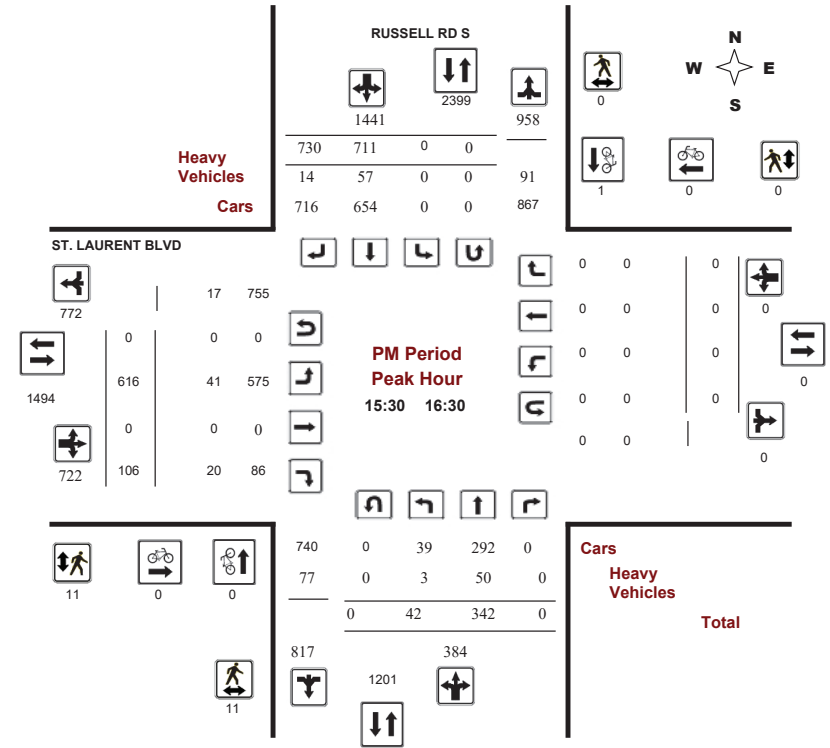 RUSSELL RD S
N
W E
S
2399
0
1441 958
730 711 0 0
Heavy
Vehicles
14 57 0 0 91
Cars
716 654 0 0 867
1 0 0
ST. LAURENT BLVD
772
17 755
0 0 0
1494
616 41 575
0 0 0
722
106 20 86
PM Period
Peak Hour
15:30 16:30
0 0 0
0 0 0
0
0 0 0
0
0 0 0
0 0
0
740 0 39 292 0
Cars
77 0 3 50 0
Heavy
Vehicles
0 42 342 0
Total
11 0 0
817 384
1201
11